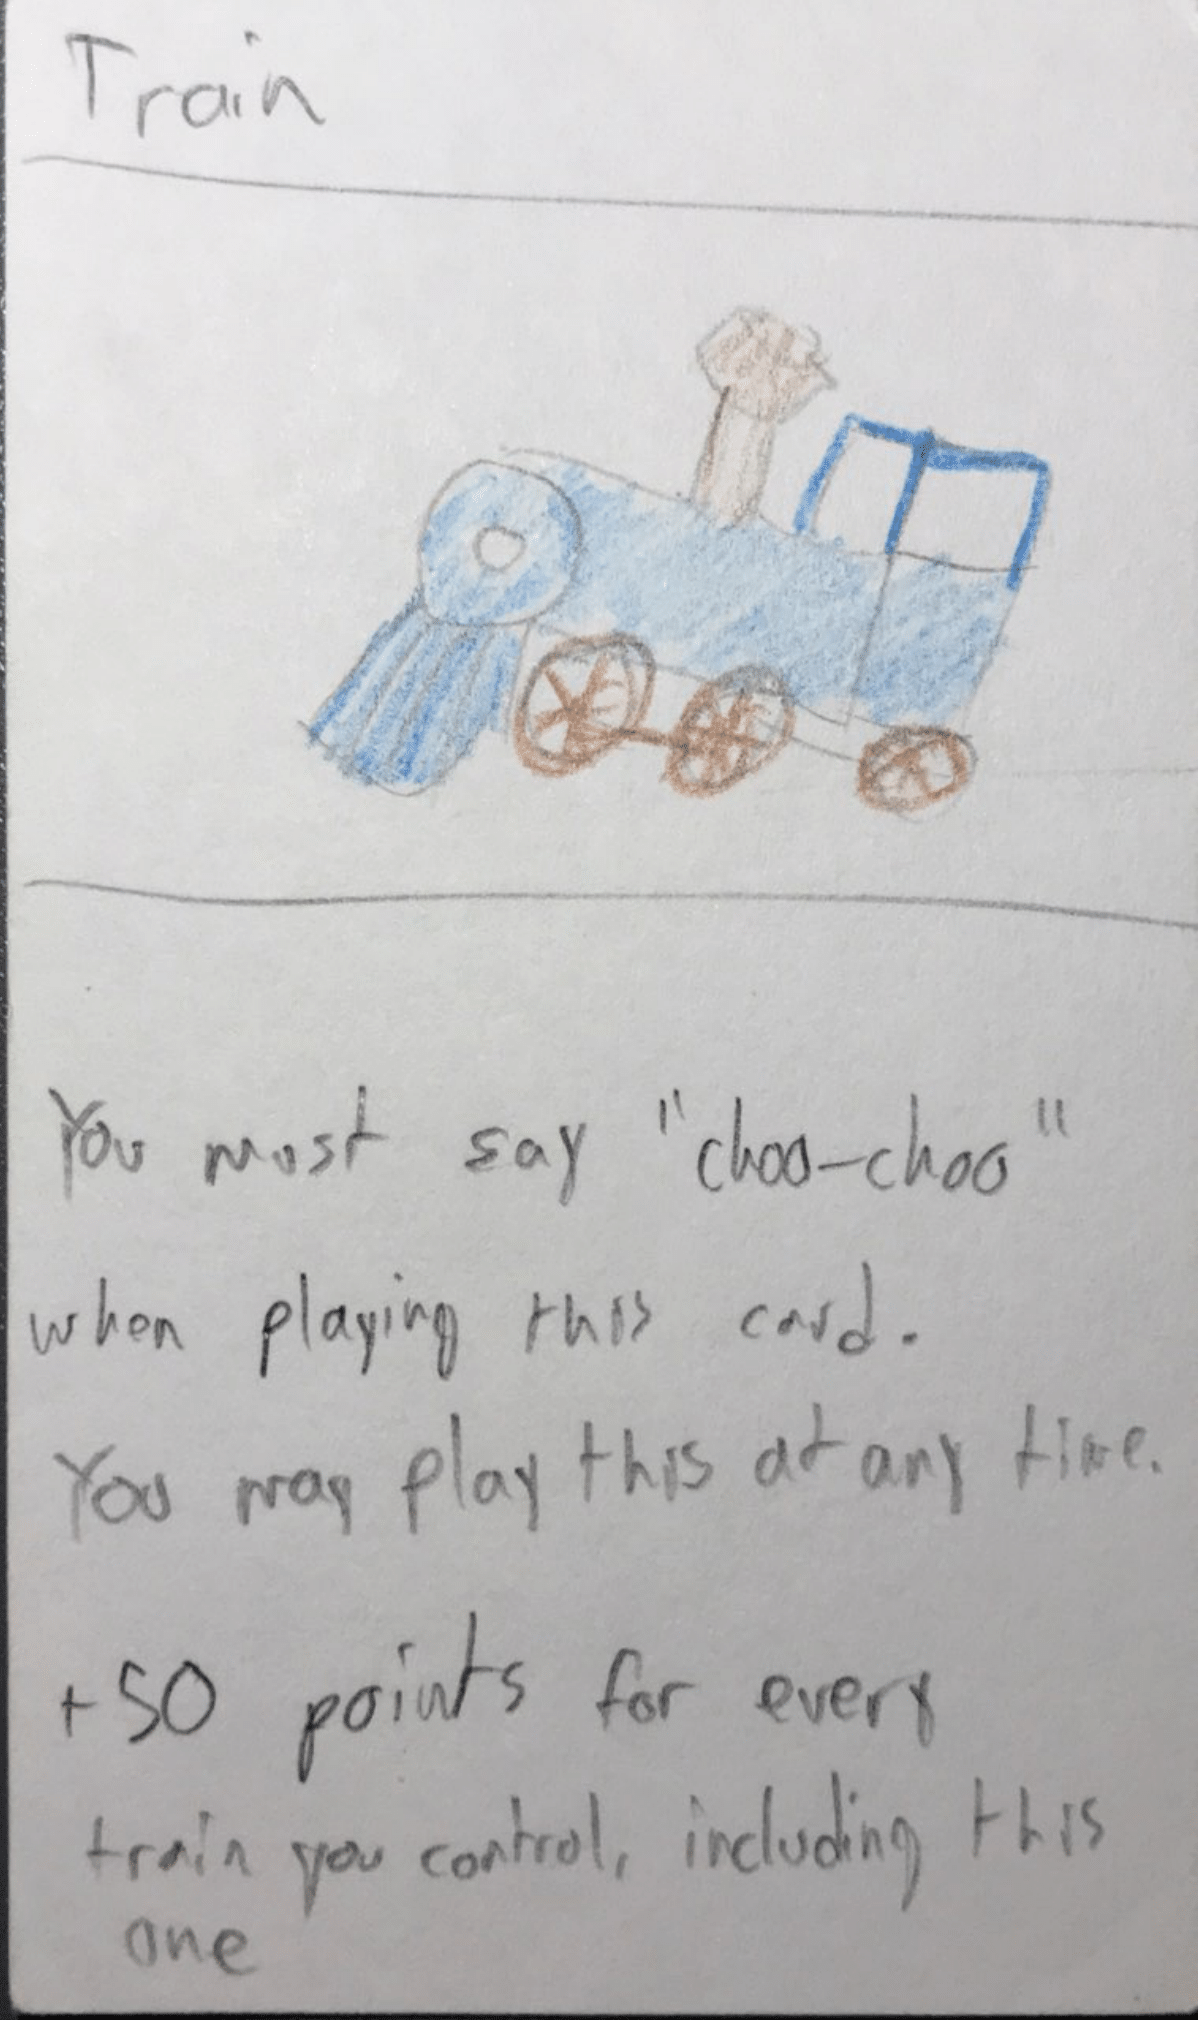 Train
You must say "choo-choo"
when playing this card.
You may play this at any time.
+50 points for every
train you control, including this
one